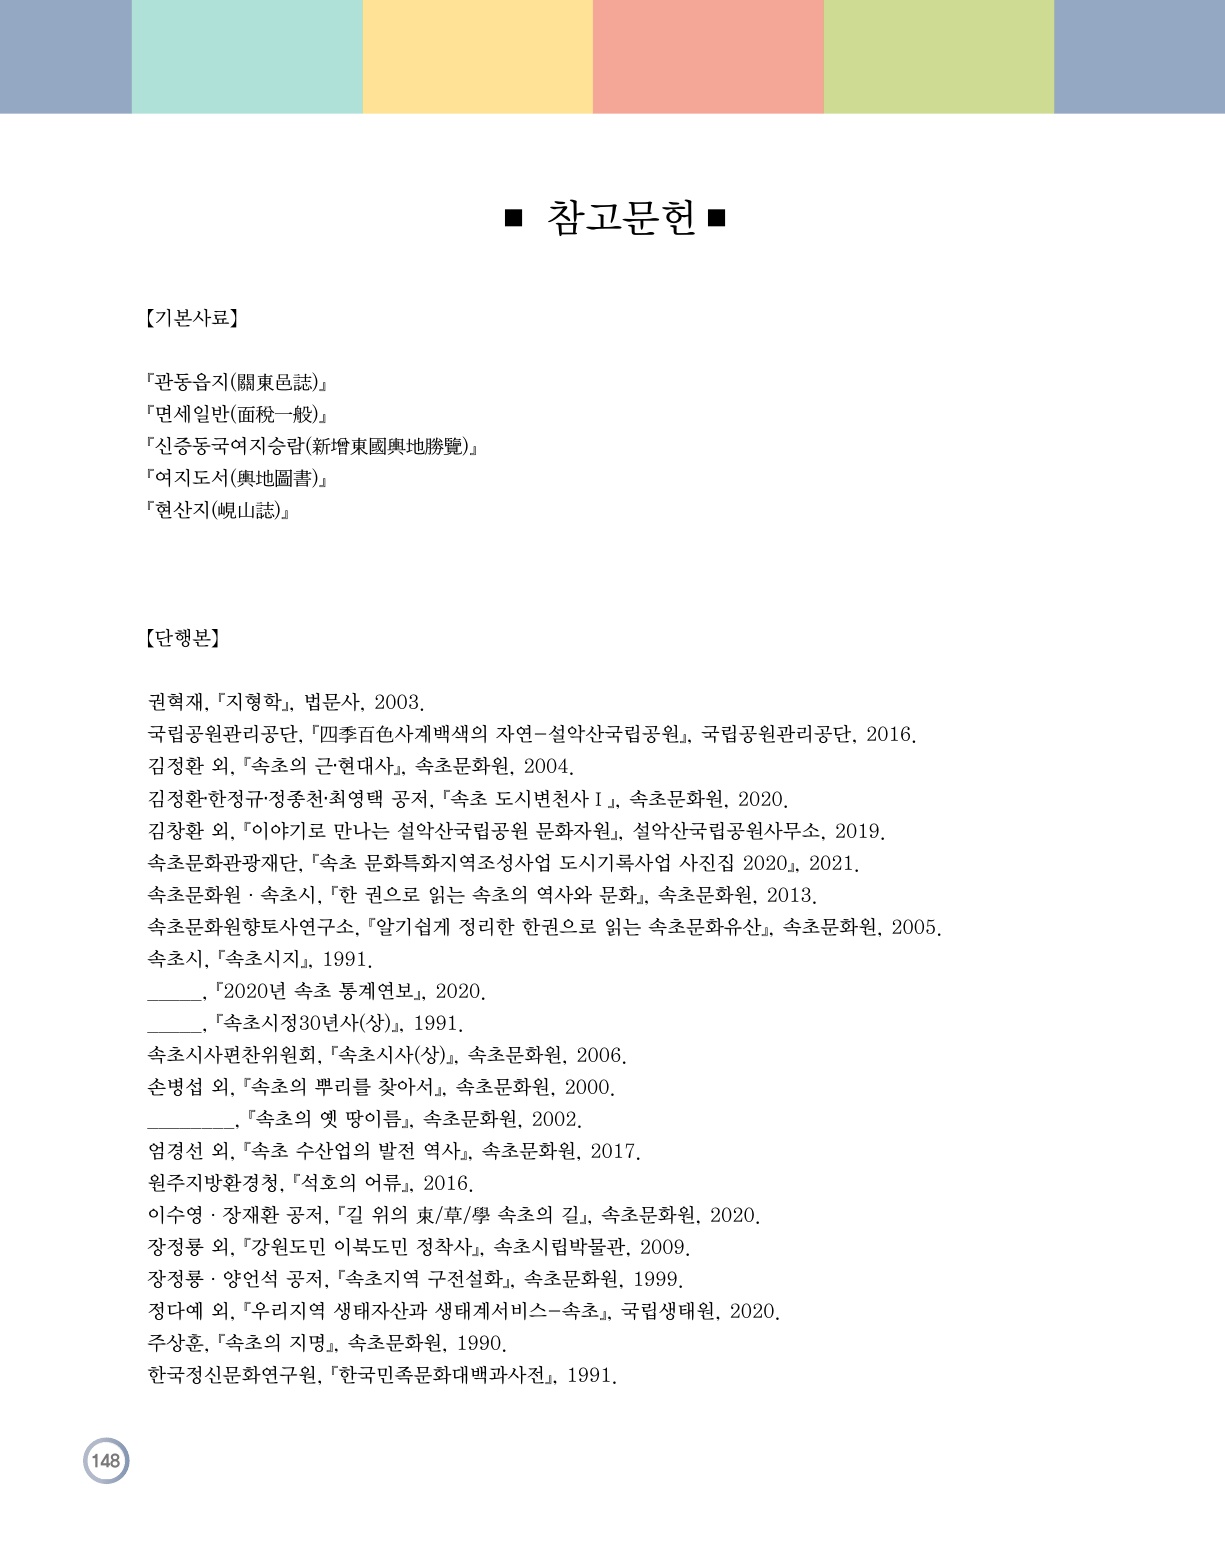 ■ 참고문헌 ■
【기본사료】
『관동읍지(關東邑誌)』
『면세일반(面稅一般)』
『신증동국여지승람(新增東國輿地勝覽)』
『여지도서(輿地圖書)』
『현산지(峴山誌)』
【단행본】
권혁재, 『지형학』, 법문사, 2003.
국립공원관리공단, 『四季百色사계백색의 자연-설악산국립공원』, 국립공원관리공단, 2016.
김정환 외, 『속초의 근·현대사』, 속초문화원, 2004.
김정환·한정규·정종천·최영택 공저, 『속초 도시변천사Ⅰ』, 속초문화원, 2020.
김창환 외, 『이야기로 만나는 설악산국립공원 문화자원』, 설악산국립공원사무소, 2019.
속초문화관광재단, 『속초 문화특화지역조성사업 도시기록사업 사진집 2020』, 2021.
속초문화원 · 속초시, 『한 권으로 읽는 속초의 역사와 문화』, 속초문화원, 2013.
속초문화원향토사연구소, 『알기쉽게 정리한 한권으로 읽는 속초문화유산』, 속초문화원, 2005.
속초시, 『속초시지』, 1991.
_____, 『2020년 속초 통계연보』, 2020.
_____, 『속초시정30년사(상)』, 1991.
속초시사편찬위원회, 『속초시사(상)』, 속초문화원, 2006.
손병섭 외, 『속초의 뿌리를 찾아서』, 속초문화원, 2000.
________, 『속초의 옛 땅이름』, 속초문화원, 2002.
엄경선 외, 『속초 수산업의 발전 역사』, 속초문화원, 2017.
원주지방환경청, 『석호의 어류』, 2016.
이수영 · 장재환 공저, 『길 위의 束/草/學 속초의 길』, 속초문화원, 2020.
장정룡 외, 『강원도민 이북도민 정착사』, 속초시립박물관, 2009.
장정룡 · 양언석 공저, 『속초지역 구전설화』, 속초문화원, 1999.
정다예 외, 『우리지역 생태자산과 생태계서비스-속초』, 국립생태원, 2020.
주상훈, 『속초의 지명』, 속초문화원, 1990.
한국정신문화연구원, 『한국민족문화대백과사전』, 1991.
148